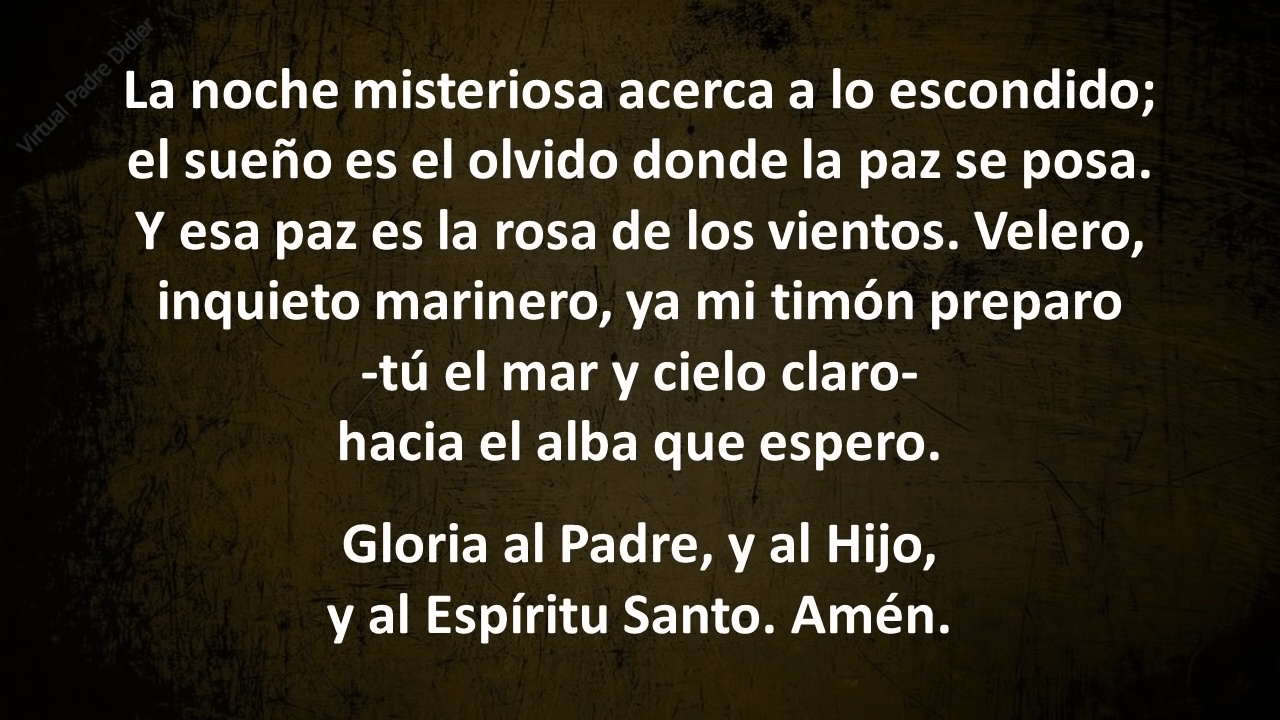 Virtual Padre Didier
La noche misteriosa acerca a lo escondido;
el sueño es el olvido donde la paz se posa.
Y esa paz es la rosa de los vientos. Velero,
inquieto marinero, ya mi timón preparo
-tú el mar y cielo claro-
hacia el alba que espero.
Gloria al Padre, y al Hijo,
y al Espíritu Santo. Amén.